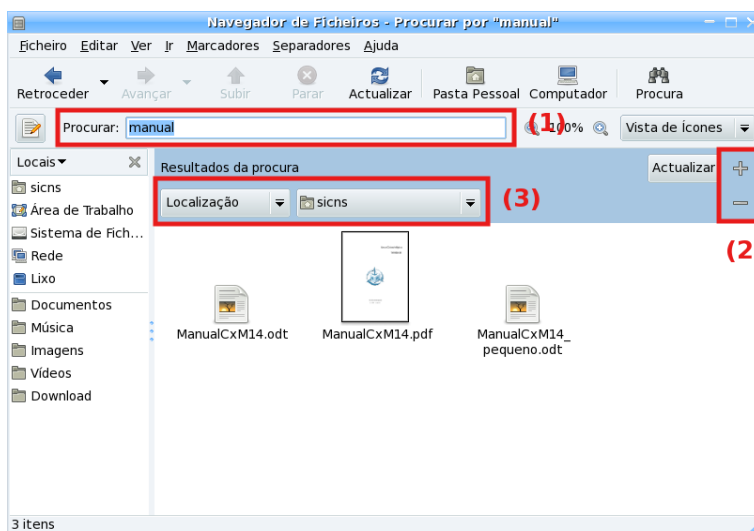 Navegador de Ficheiros - Procurar por "manual"
Ficheiro Editar Ver Ir Marcadores Separadores Ajuda
Retroceder Avançar Subir Parar Actualizar Pasta Pessoal Computador Procura
Procurar: manual (1) 100% Vista de Ícones
Locais
Resultados da procura Actualizar
Localização sicns (3)
(2
sicns
Área de Trabalho
Sistema de Fich...
Rede
Lixo
Documentos
Música
Imagens
Vídeos
Download
ManualCxM14.odt ManualCxM14.pdf ManualCxM14_
pequeno.odt
3 itens